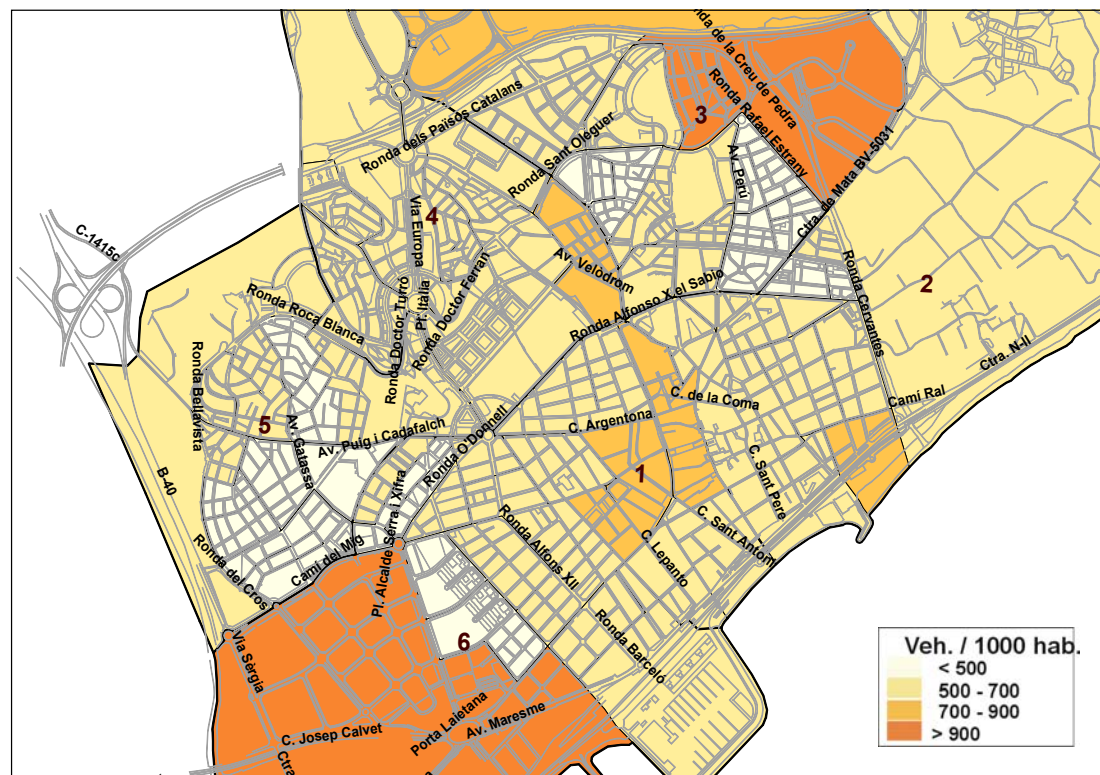 Ronda de la Creu de Pedra
Ronda Rafael Estrany
3
Ronda dels Països Catalans
Ronda Sant Oleguer
Av. Perú
Ctra. de Mata BV-5031
C-1415c
Via Europa
4
Av. Velòdrom
Ronda Alfonso X el Sabio
Ronda Cervantes
2
Ronda Roca Blanca
Ronda Doctor Turró
Pl. Itàlia
Ronda Doctor Ferran
Ctra. N-II
Ronda Bellavista
5
Av. Gatassa
Av. Puig i Cadafalch
Ronda O'Donnell
C. Argentona
C. de la Coma
Camí Ral
B-40
1
C. Sant Pere
Ronda del Cros
Camí del Mig
Pl. Alcalde Serra i Xifra
Ronda Alfons XII
C. Lepanto
C. Sant Antoni
Via Sèrgia
6
Ronda Barceló
C. Josep Calvet
Porta Laietana
Av. Maresme
Ctra
Veh. / 1000 hab.
< 500
500 - 700
700 - 900
> 900